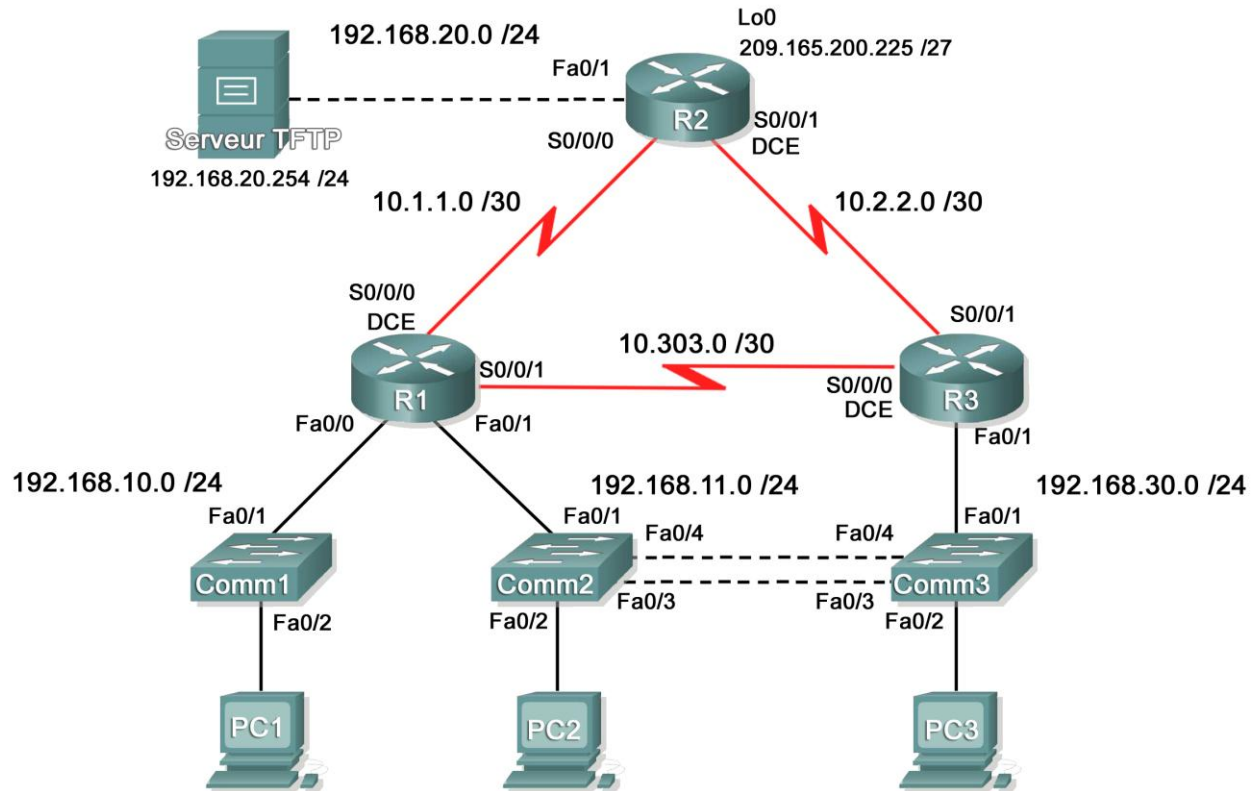 Lo0
192.168.20.0 /24
209.165.200.225 /27
Fa0/1
R2
S0/0/1
DCE
Serveur TFTP
S0/0/0
192.168.20.254 /24
10.1.1.0 /30
10.2.2.0 /30
S0/0/0
DCE
S0/0/1
10.303.0 /30
S0/0/1
S0/0/0
DCE
R1
R3
Fa0/0
Fa0/1
Fa0/1
192.168.10.0 /24
192.168.11.0 /24
192.168.30.0 /24
Fa0/1
Fa0/1
Fa0/4
Fa0/4
Fa0/1
Comm1
Comm2
Comm3
Fa0/2
Fa0/2
Fa0/3
Fa0/3
Fa0/2
PC1
PC2
PC3